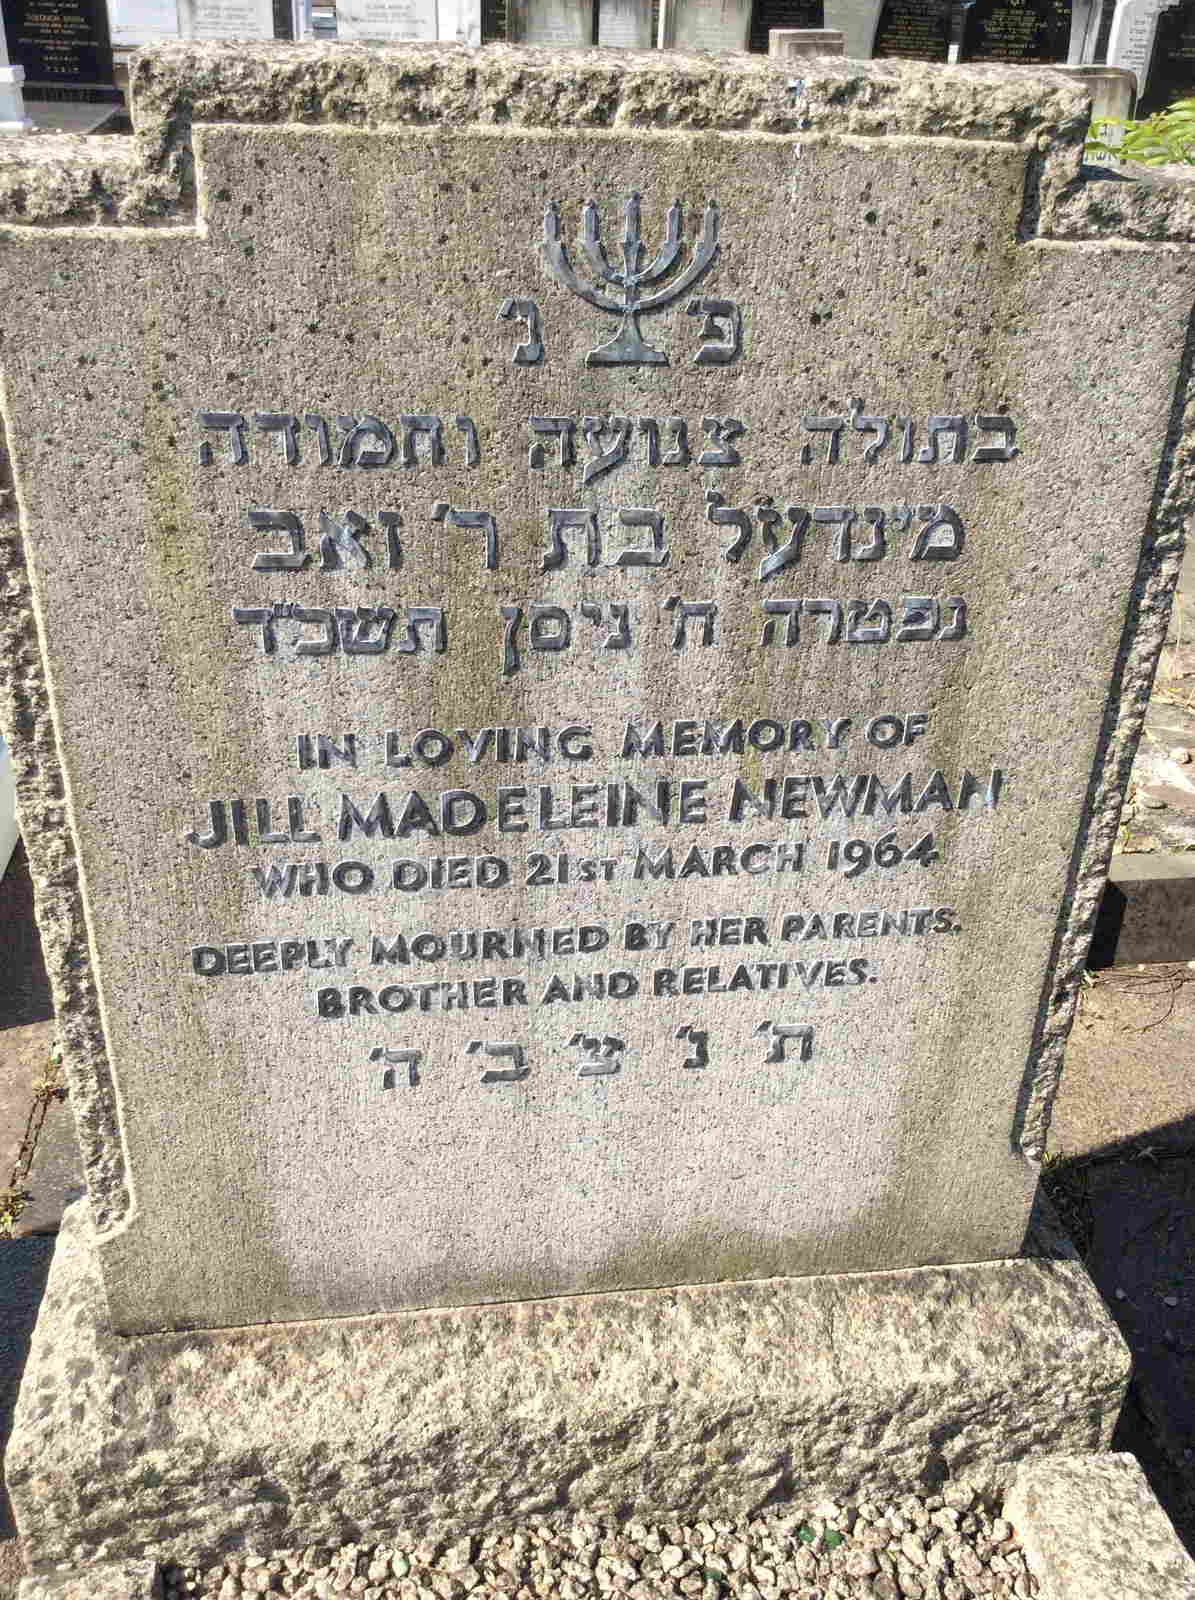 פ' נ'
בתולה צנועה וחמודה
מינדעל בת ר' זאב
נפטרה ח' ניסן תשכ"ד
IN LOVING MEMORY OF
JILL MADELEINE NEWMAN
WHO DIED 21ST MARCH 1964
DEEPLY MOURNED BY HER PARENTS.
BROTHER AND RELATIVES.
ת' נ' צ' ב' ה'